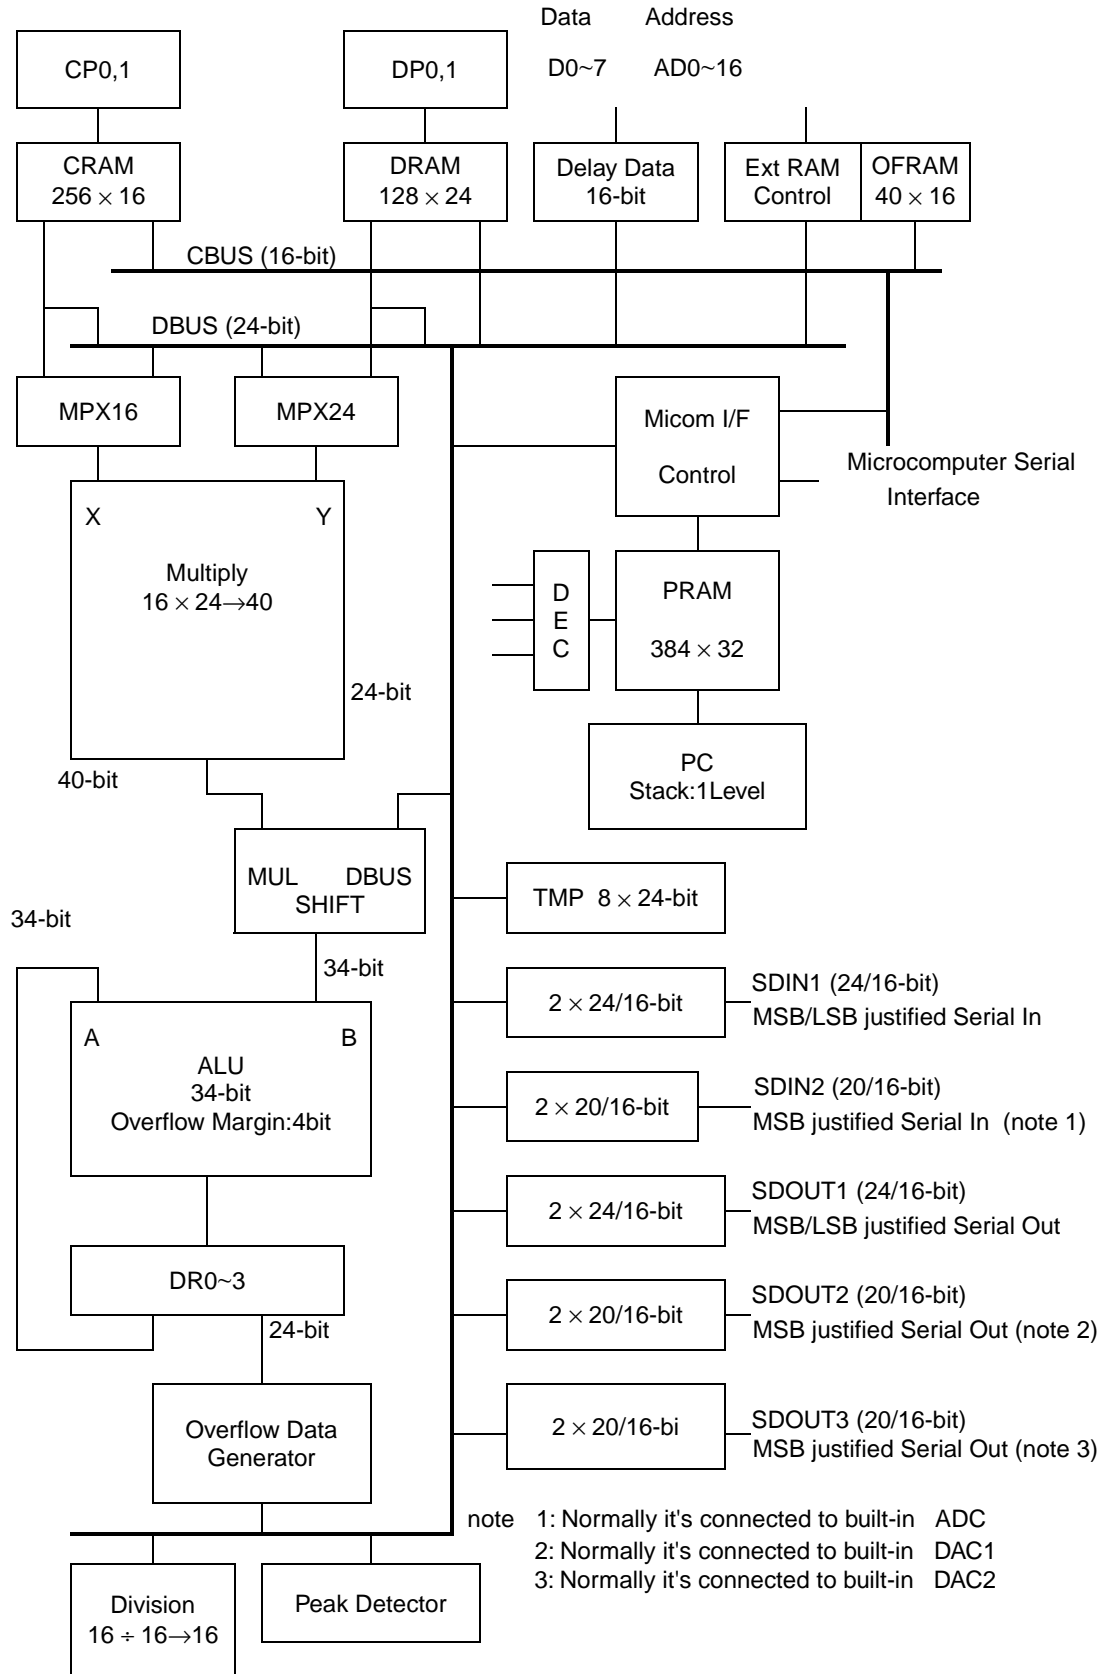 Data Address
CP0,1
DP0,1
D0~7 AD0~16
CRAM
256 × 16
DRAM
128 × 24
Delay Data
16-bit
Ext RAM
Control
OFRAM
40 × 16
CBUS (16-bit)
DBUS (24-bit)
MPX16
MPX24
Micom I/F
Control
Microcomputer Serial
Interface
X Y
Multiply
16 × 24→40
24-bit
40-bit
D
E
C
PRAM
384 × 32
PC
Stack:1Level
MUL DBUS
SHIFT
34-bit
34-bit
TMP 8 × 24-bit
A B
ALU
34-bit
Overflow Margin:4bit
2 × 24/16-bit
SDIN1 (24/16-bit)
MSB/LSB justified Serial In
2 × 20/16-bit
SDIN2 (20/16-bit)
MSB justified Serial In (note 1)
2 × 24/16-bit
SDOUT1 (24/16-bit)
MSB/LSB justified Serial Out
DR0~3
24-bit
2 × 20/16-bit
SDOUT2 (20/16-bit)
MSB justified Serial Out (note 2)
Overflow Data
Generator
2 × 20/16-bi
SDOUT3 (20/16-bit)
MSB justified Serial Out (note 3)
note 1: Normally it's connected to built-in ADC
2: Normally it's connected to built-in DAC1
3: Normally it's connected to built-in DAC2
Division
16 ÷ 16→16
Peak Detector